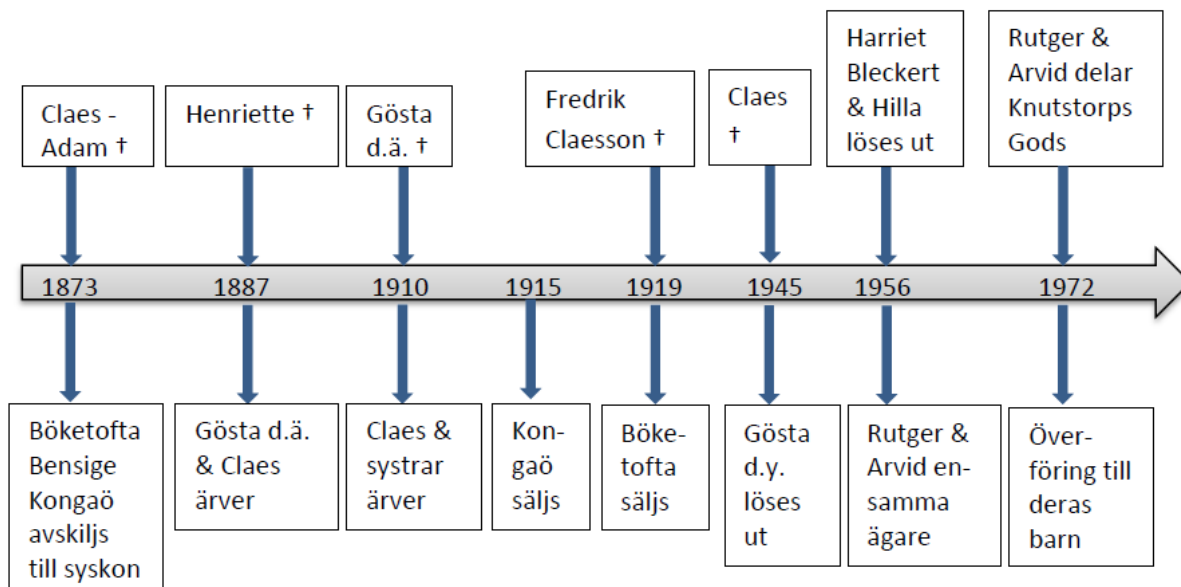 Claes -
Adam †
Henriette †
Gösta
d.ä. †
Fredrik
Claesson †
Claes
†
Harriet
Bleckert
& Hilla
löses ut
Rutger &
Arvid delar
Knutstorps
Gods
1873
1887
1910
1915
1919
1945
1956
1972
Böketofta
Bensige
Kongaö
avskiljs
till syskon
Gösta d.ä.
& Claes
ärver
Claes &
systrar
ärver
Kon-
gaö
säljs
Böke-
tofta
säljs
Gösta
d.y.
löses
ut
Rutger &
Arvid en-
samma
ägare
Över-
föring till
deras
barn